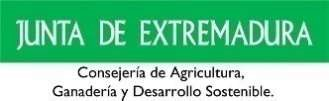 JUNTA DE EXTREMADURA
Consejería de Agricultura,
Ganadería y Desarrollo Sostenible.